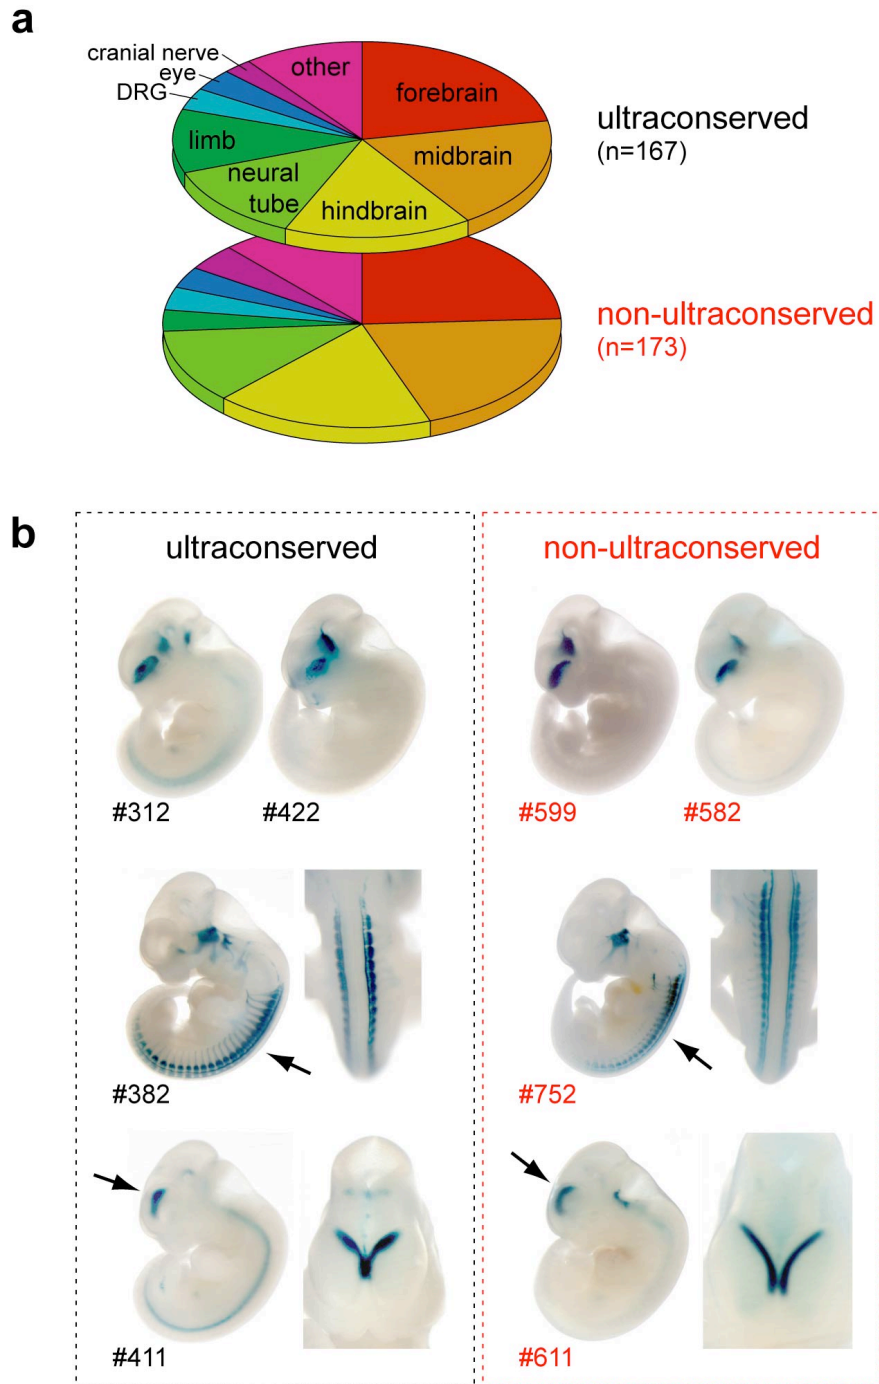 a
cranial nerve
eye
DRG
other
forebrain
limb
midbrain
neural
tube
hindbrain
ultraconserved
(n=167)
non-ultraconserved
(n=173)
b
ultraconserved
non-ultraconserved
#312
#422
#599
#582
#382
#752
#411
#611